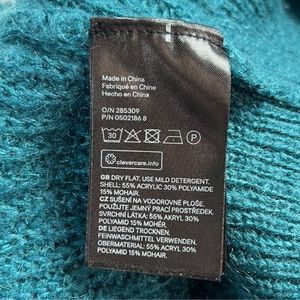 Made in China
Fabriqué en Chine
Hecho en China
O/N 285309
P/N 0502186 8
30 P
clevercare.info
GB DRY FLAT. USE MILD DETERGENT.
SHELL: 55% ACRYLIC 30% POLYAMIDE
15% MOHAIR
CZ SUŠENÍ NA VODOROVNÉ PLOŠE.
POUŽIJTE JEMNÝ PRACÍ PROSTŘEDEK.
SVRCHNÍ LÁTKA: 55% AKRYL 30%
POLYAMID 15% MOHÉR
DE LIEGEND TROCKNEN.
FEINWASCHMITTEL VERWENDEN.
OBERMATERIAL: 55% ACRYL 30%
POLYAMID 15% MOHAIR.